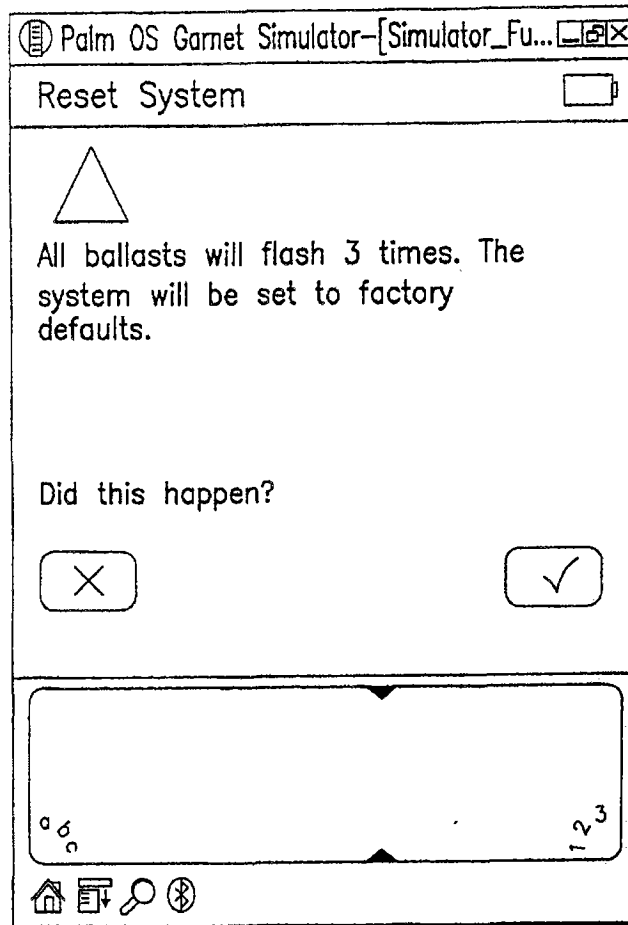 Palm OS Garnet Simulator-[Simulator_Fu...
Reset System
All ballasts will flash 3 times. The
system will be set to factory
defaults.
Did this happen?
abc
123